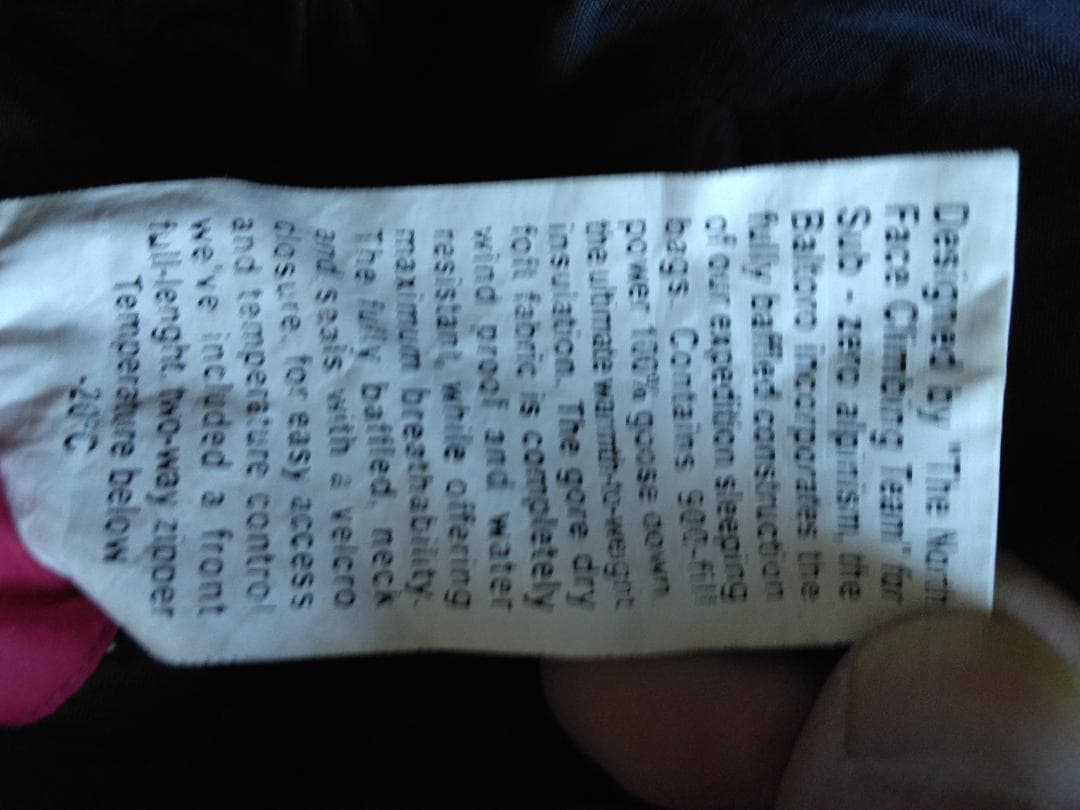 Designed by "The North
Face Climbing Team" for
Sub - zero alpinism, the
Baltoro incorporates the
fully baffled construction
of our expedition sleeping
bags. Contains 900-fill
power 100% goose down.
the ultimate warmth-to-weight
insulation. The gore dry
loft fabric is completely
wind proof and water
resistant, while offering
maximum breathability.
The fully baffled, neck
and seals with a velcro
closure, for easy access
and temperature control
we've included a front
full-lenght, two-way zipper
Temperature below
-20°C